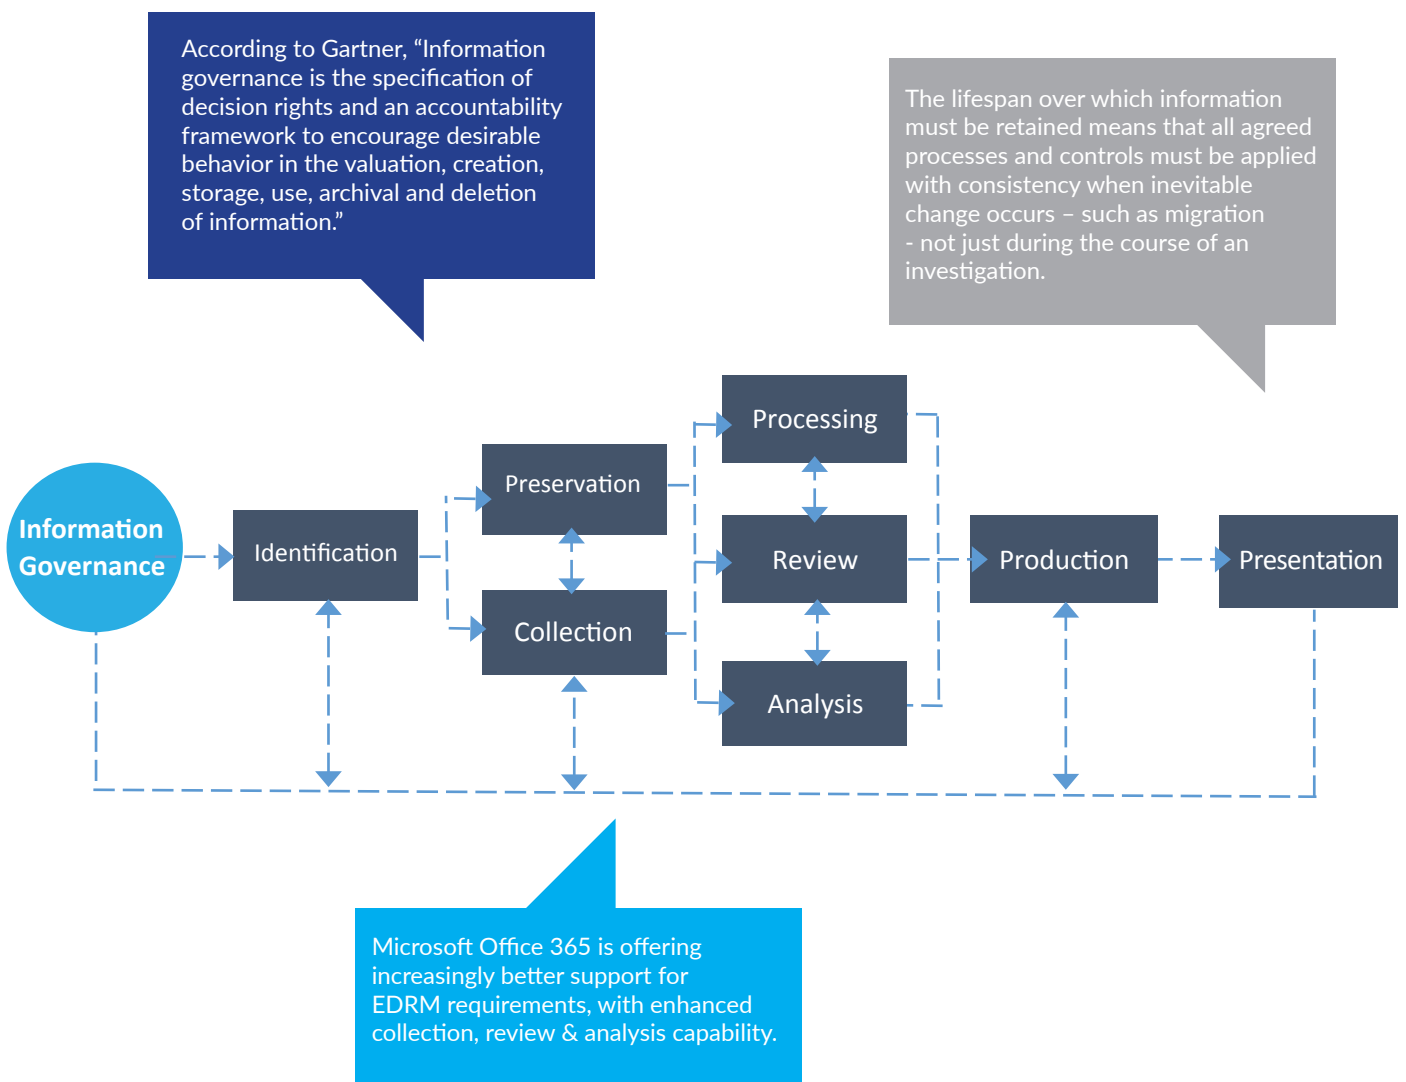 According to Gartner, “Information
governance is the specification of
decision rights and an accountability
framework to encourage desirable
behavior in the valuation, creation,
storage, use, archival and deletion
of information.”
The lifespan over which information
must be retained means that all agreed
processes and controls must be applied
with consistency when inevitable
change occurs – such as migration
- not just during the course of an
investigation.
Information
Governance
Identification
Preservation
Collection
Processing
Review
Analysis
Production
Presentation
Microsoft Office 365 is offering
increasingly better support for
EDRM requirements, with enhanced
collection, review & analysis capability.